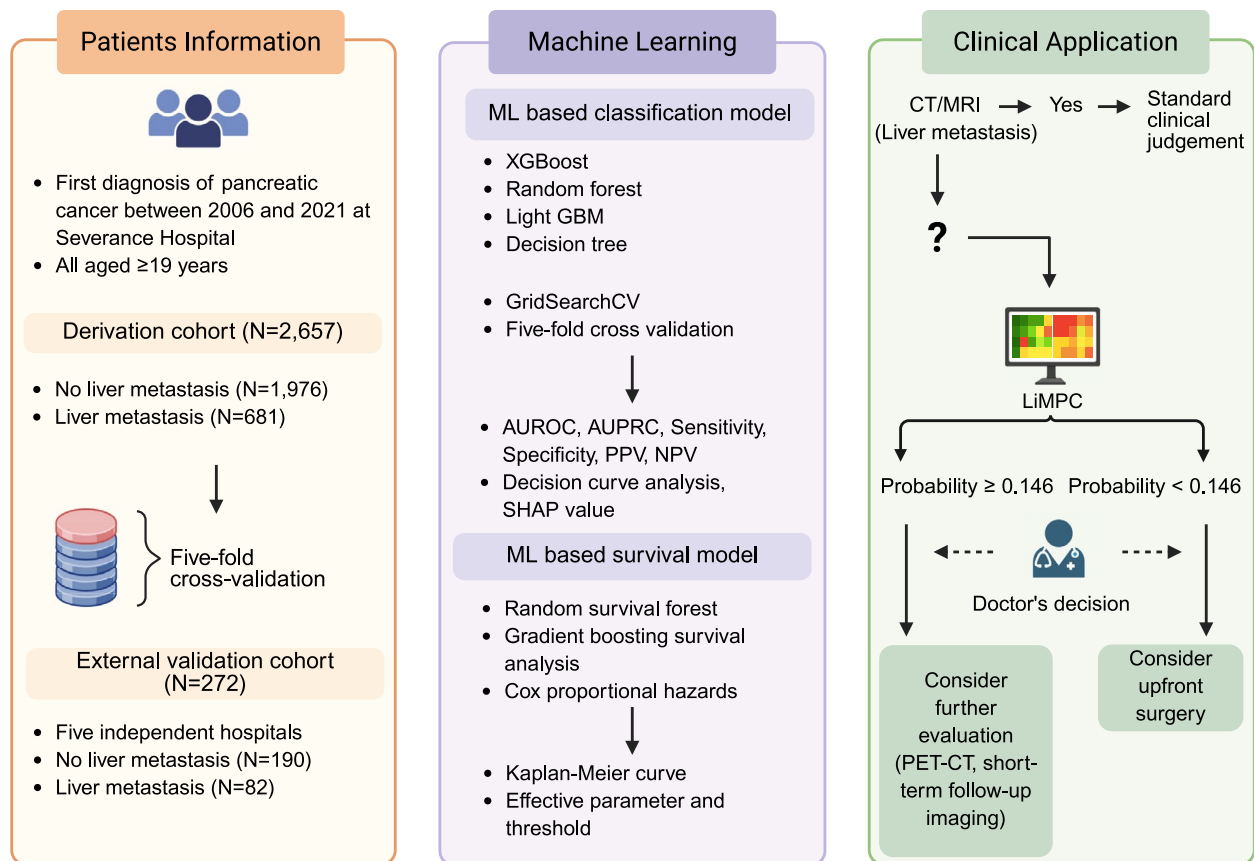 Patients Information
First diagnosis of pancreatic
cancer between 2006 and 2021 at
Severance Hospital
All aged ≥19 years
Derivation cohort (N=2,657)
No liver metastasis (N=1,976)
Liver metastasis (N=681)
Five-fold
cross-validation
External validation cohort
(N=272)
Five independent hospitals
No liver metastasis (N=190)
Liver metastasis (N=82)
Machine Learning
ML based classification model
XGBoost
Random forest
Light GBM
Decision tree
GridSearchCV
Five-fold cross validation
AUROC, AUPRC, Sensitivity,
Specificity, PPV, NPV
Decision curve analysis,
SHAP value
ML based survival model
Random survival forest
Gradient boosting survival
analysis
Cox proportional hazards
Kaplan-Meier curve
Effective parameter and
threshold
Clinical Application
CT/MRI
(Liver metastasis)
Yes
Standard
clinical
judgement
?
LiMPC
Probability ≥ 0.146
Probability < 0.146
Doctor's decision
Consider
further
evaluation
(PET-CT, short-
term follow-up
imaging)
Consider
upfront
surgery